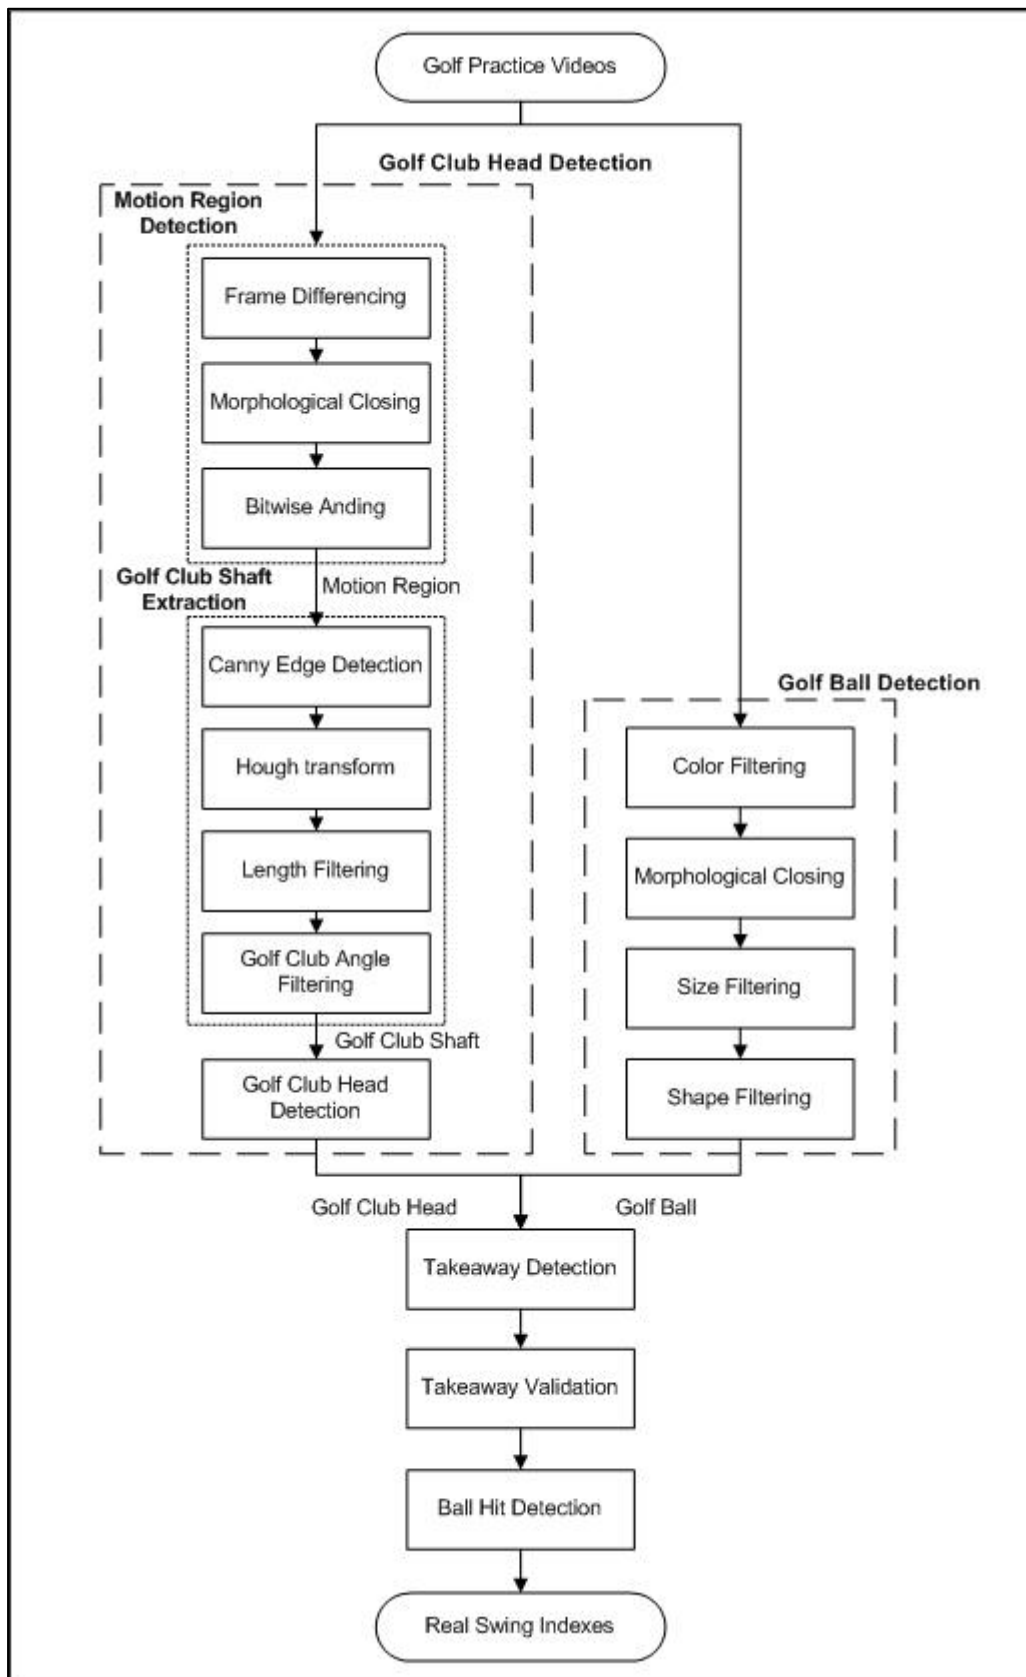 Golf Practice Videos
Golf Club Head Detection
Motion Region
Detection
Frame Differencing
Morphological Closing
Bitwise Anding
Motion Region
Golf Club Shaft
Extraction
Canny Edge Detection
Hough transform
Length Filtering
Golf Club Angle
Filtering
Golf Club Shaft
Golf Club Head
Detection
Golf Ball Detection
Color Filtering
Morphological Closing
Size Filtering
Shape Filtering
Golf Club Head
Golf Ball
Takeaway Detection
Takeaway Validation
Ball Hit Detection
Real Swing Indexes